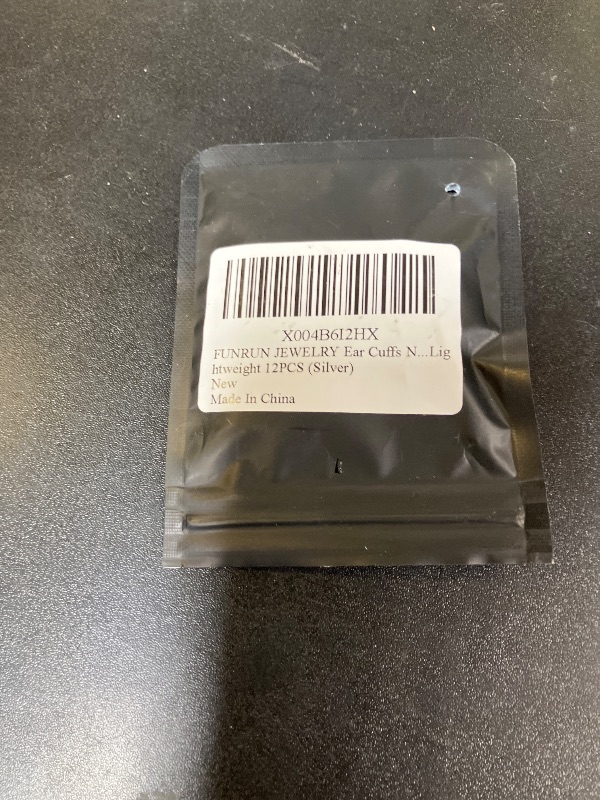 X004B6I2HX
FUNRUN JEWELRY Ear Cuffs N...Lig
htweight 12PCS (Silver)
New
Made In China